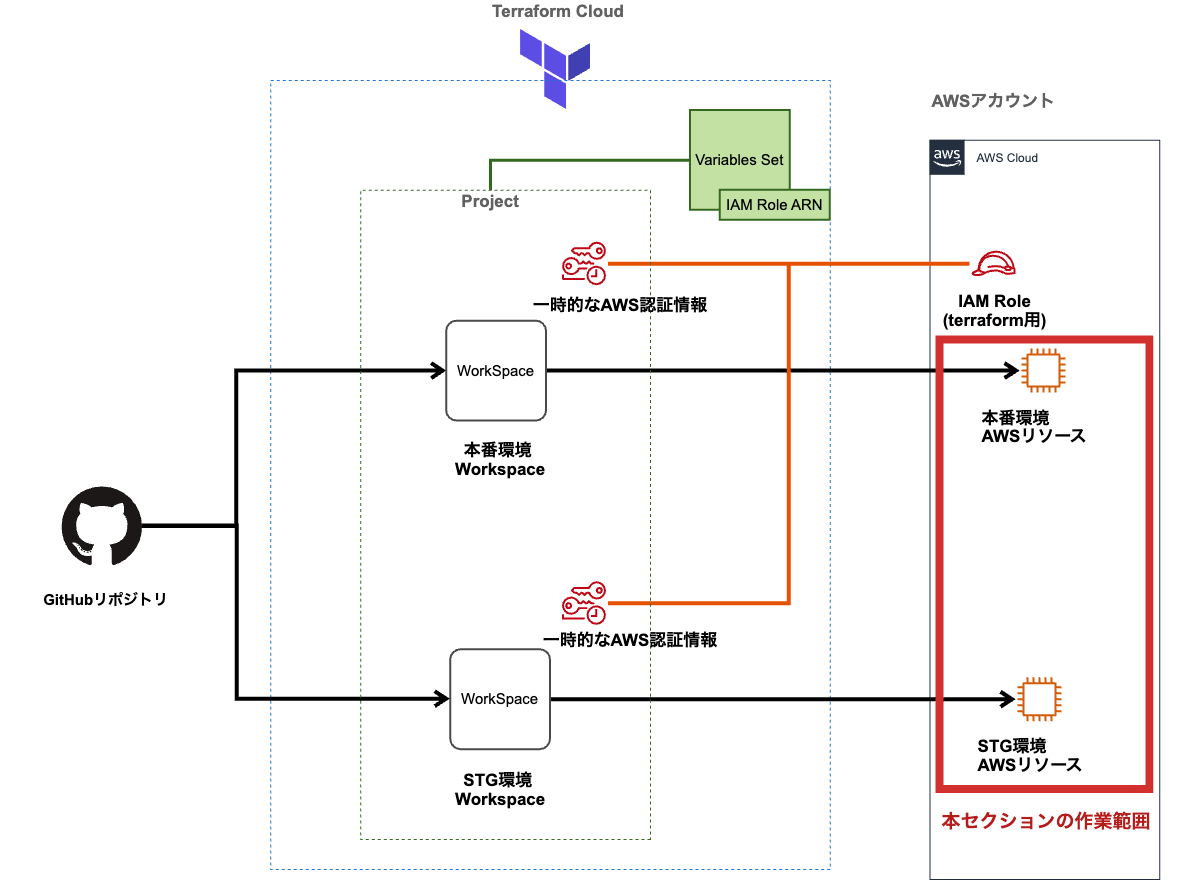 Terraform Cloud
AWSアカウント
aws
AWS Cloud
Variables Set
IAM Role ARN
Project
一時的なAWS認証情報
IAM Role
(terraform用)
WorkSpace
本番環境
Workspace
本番環境
AWSリソース
GitHubリポジトリ
一時的なAWS認証情報
WorkSpace
STG環境
Workspace
STG環境
AWSリソース
本セクションの作業範囲